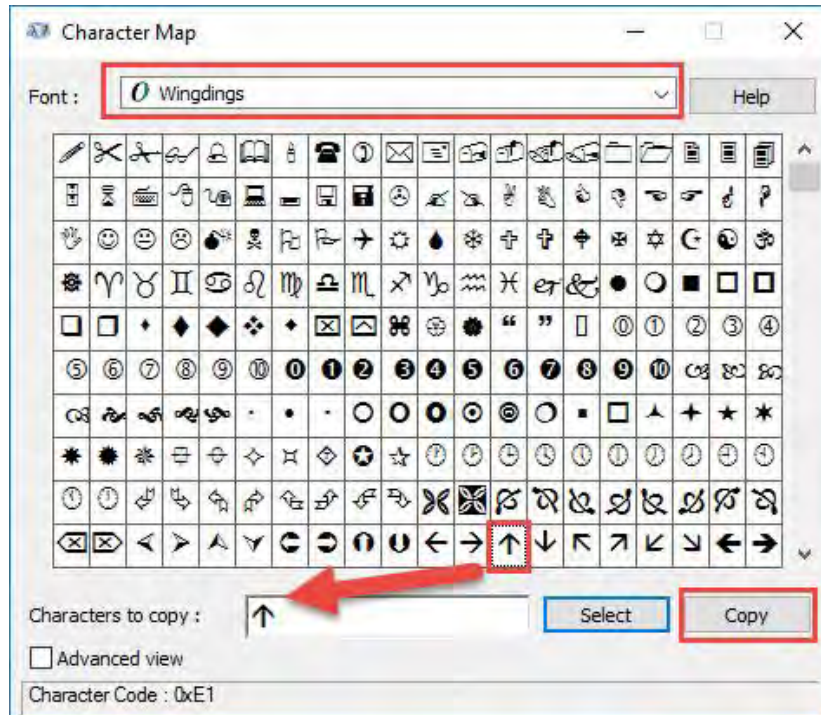 Character Map
Font :
O Wingdings
Help
Characters to copy :
↑
Select
Copy
Advanced view
Character Code : 0xE1